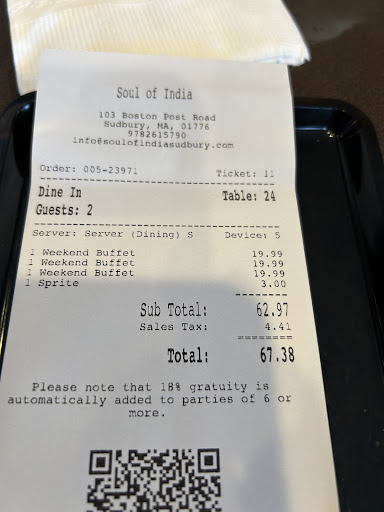 Soul of India
103 Boston Post Road
Sudbury, MA, 01776
9782615790
info@soulofindiasudbury.com
Order: 005-23971 Ticket: 11
Dine In Table: 24
Guests: 2
Server: Server (Dining) S Device: 5
1 Weekend Buffet 19.99
1 Weekend Buffet 19.99
1 Weekend Buffet 19.99
1 Sprite 3.00
Sub Total: 62.97
Sales Tax: 4.41
Total: 67.38
Please note that 18% gratuity is
automatically added to parties of 6 or
more.